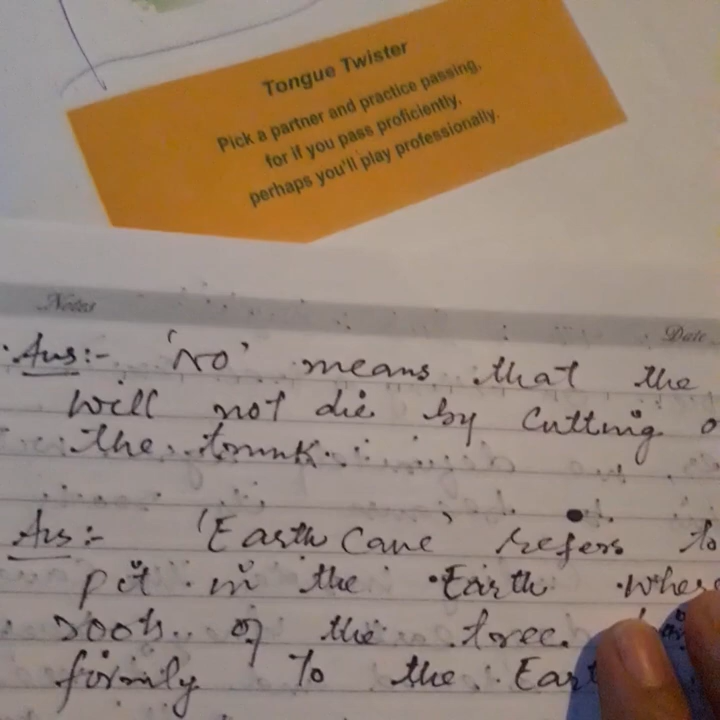 Tongue Twister
Pick a partner and practice passing,
for if you pass proficiently,
perhaps you'll play professionally.
Notes
Date
Ans:- 'No' means that the
will not die by cutting
the trunk.
Ans:- 'Earth Cave' refers to
pit in the Earth
roots of the tree.
firmly to the